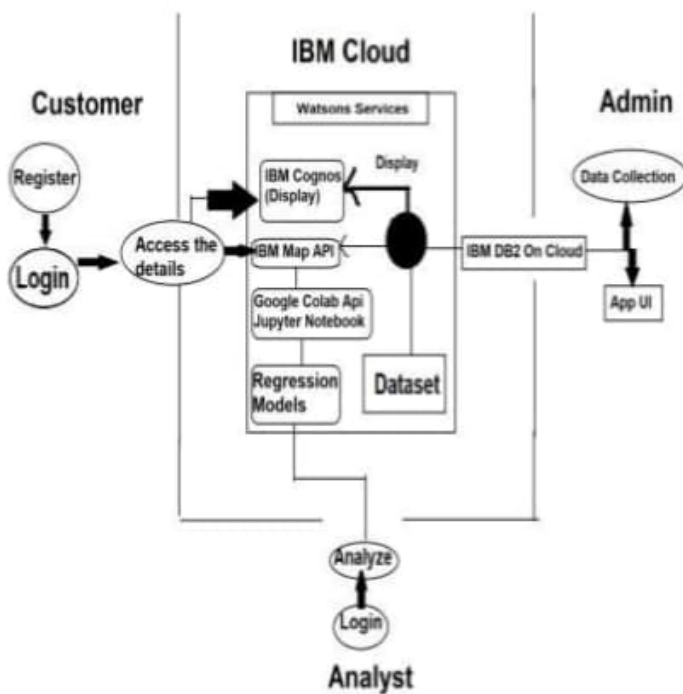 IBM Cloud
Customer
Admin
Watsons Services
Register
IBM Cognos
(Display)
Display
Data Collection
Access the
details
IBM Map API
IBM DB2 On Cloud
Login
Google Colab Api
Jupyter Notebook
App UI
Regression
Models
Dataset
Analyze
Login
Analyst